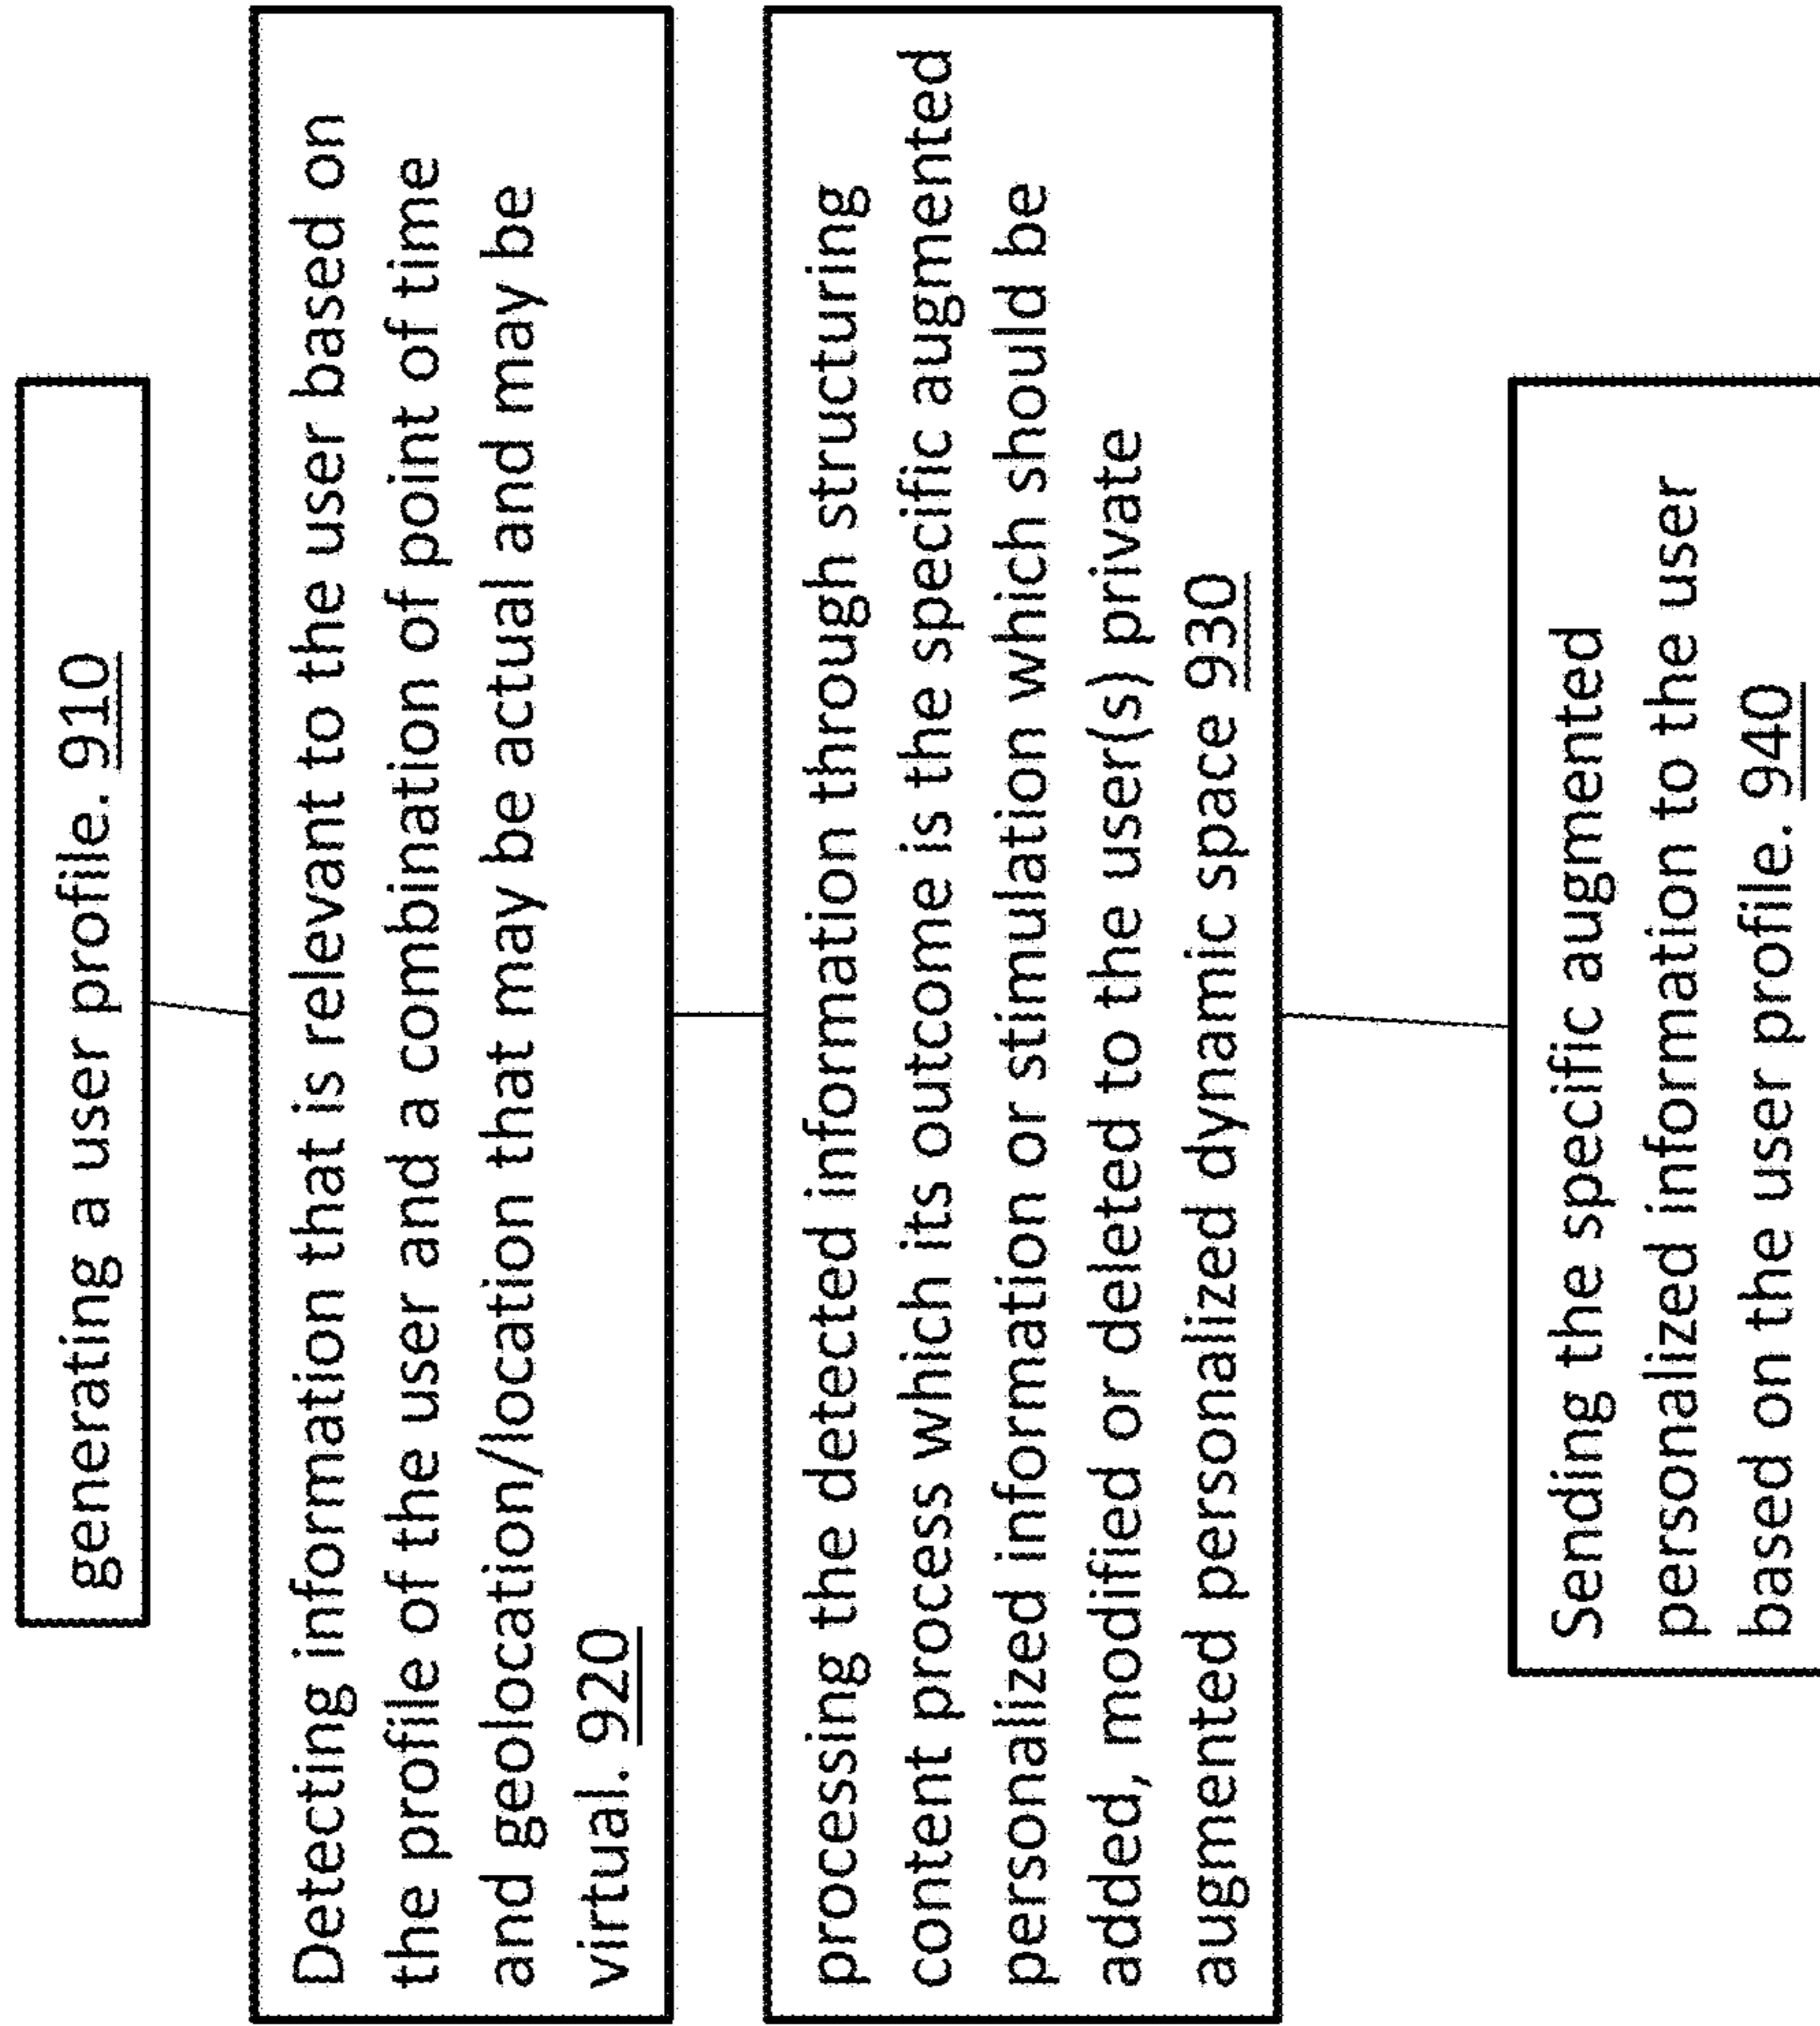 generating a user profile. 910
Detecting information that is relevant to the user based on
the profile of the user and a combination of point of time
and geolocation/location that may be actual and may be
virtual. 920
processing the detected information through structuring
content process which its outcome is the specific augmented
personalized information or stimulation which should be
added, modified or deleted to the user(s) private
augmented personalized dynamic space 930
Sending the specific augmented
personalized information to the user
based on the user profile. 940